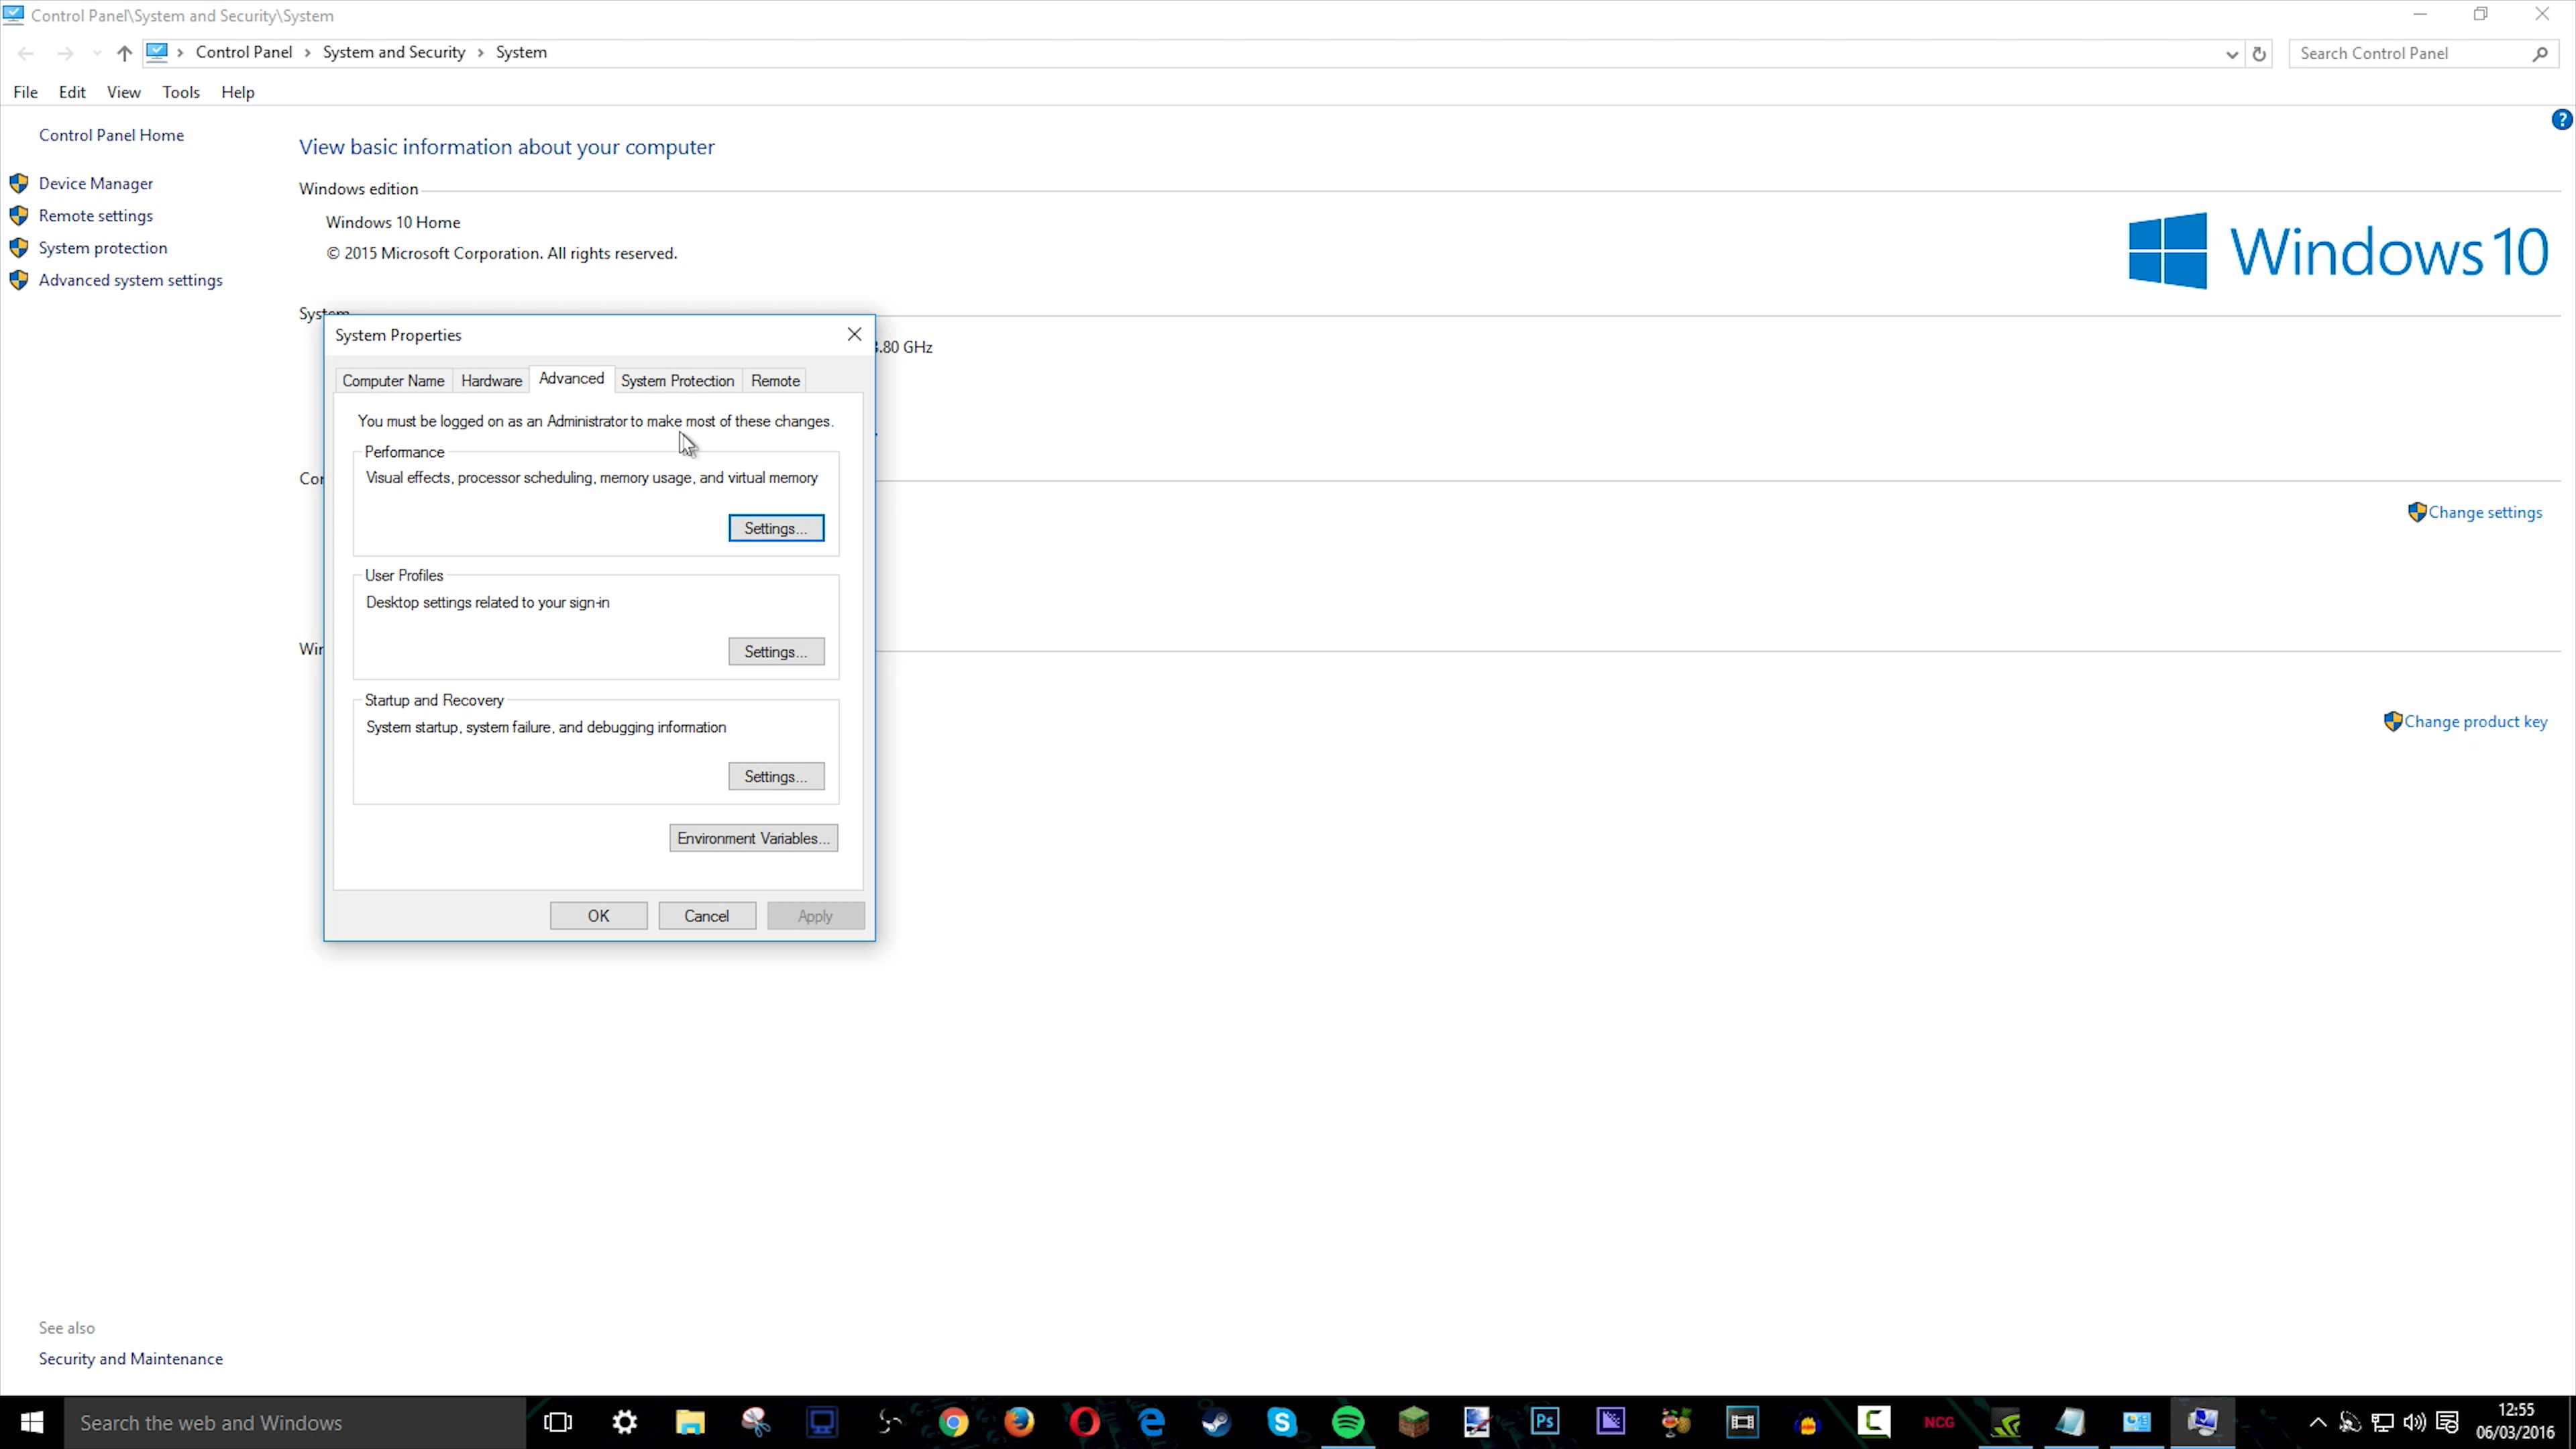 Control Panel\System and Security\System
Control Panel > System and Security > System
Search Control Panel
File Edit View Tools Help
Control Panel Home
Device Manager
Remote settings
System protection
Advanced system settings
View basic information about your computer
Windows edition
Windows 10 Home
© 2015 Microsoft Corporation. All rights reserved.
Windows 10
System
.80 GHz
System Properties
Computer Name Hardware Advanced System Protection Remote
You must be logged on as an Administrator to make most of these changes.
Performance
Visual effects, processor scheduling, memory usage, and virtual memory
Settings...
User Profiles
Desktop settings related to your sign-in
Settings...
Startup and Recovery
System startup, system failure, and debugging information
Settings...
Environment Variables...
OK Cancel Apply
Change settings
Change product key
See also
Security and Maintenance
Search the web and Windows
Ps
NCG
12:55
06/03/2016